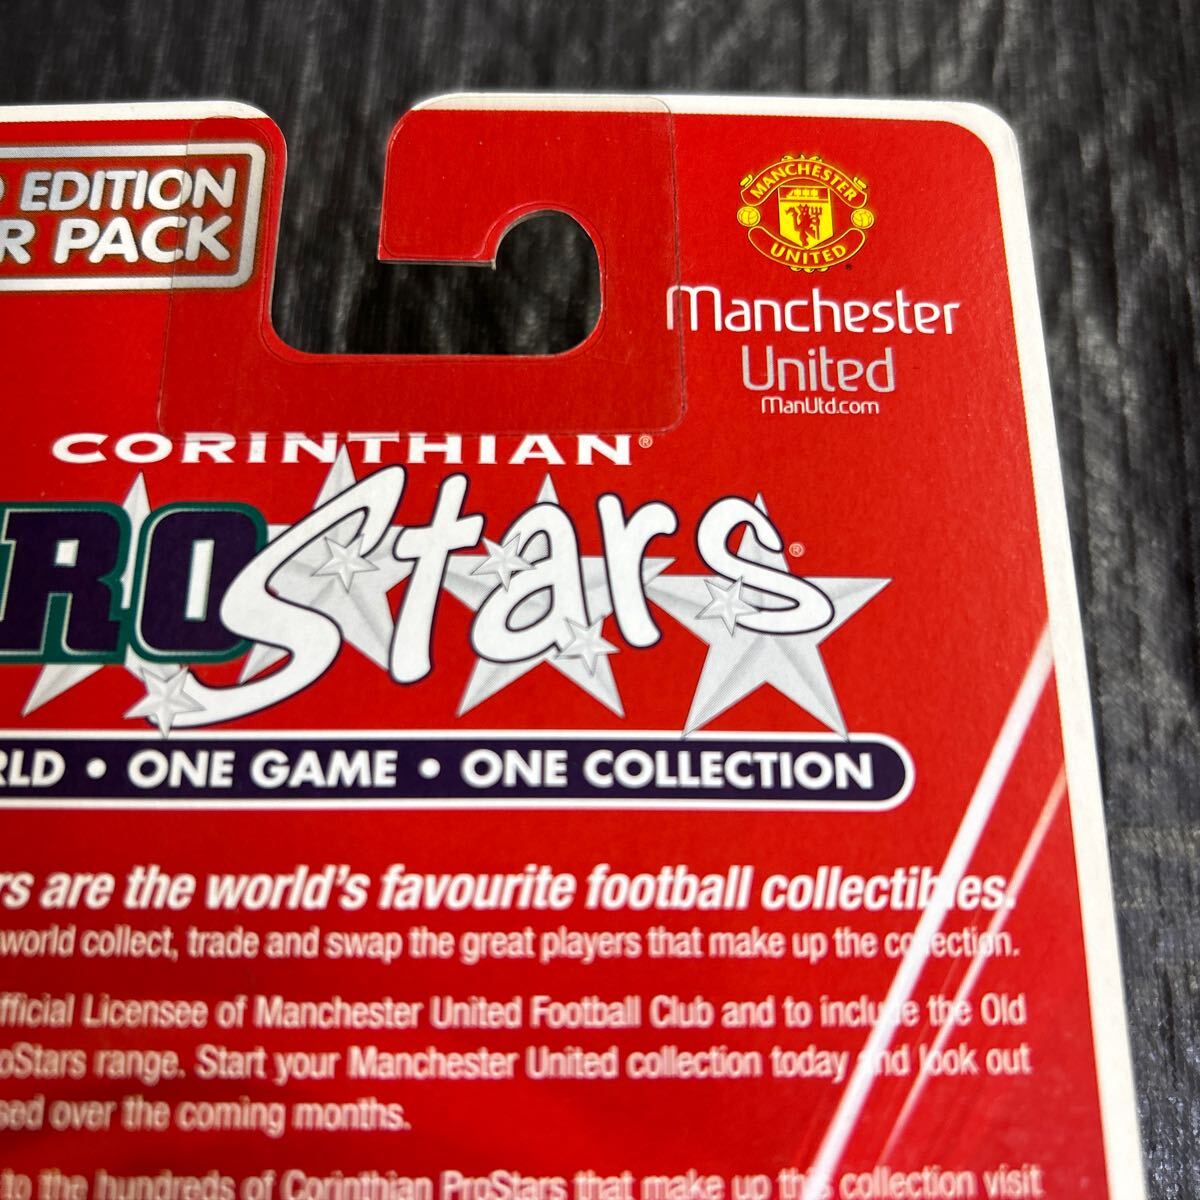 EDITION
R PACK
MANCHESTER
UNITED
Manchester
United
ManUtd.com
CORINTHIAN®
ROStars®
RLD • ONE GAME • ONE COLLECTION
rs are the world's favourite football collectibles.
world collect, trade and swap the great players that make up the collection.
fficial Licensee of Manchester United Football Club and to include the Old
oStars range. Start your Manchester United collection today and look out
sed over the coming months.
to the hundreds of Corinthian ProStars that make up this collection visit